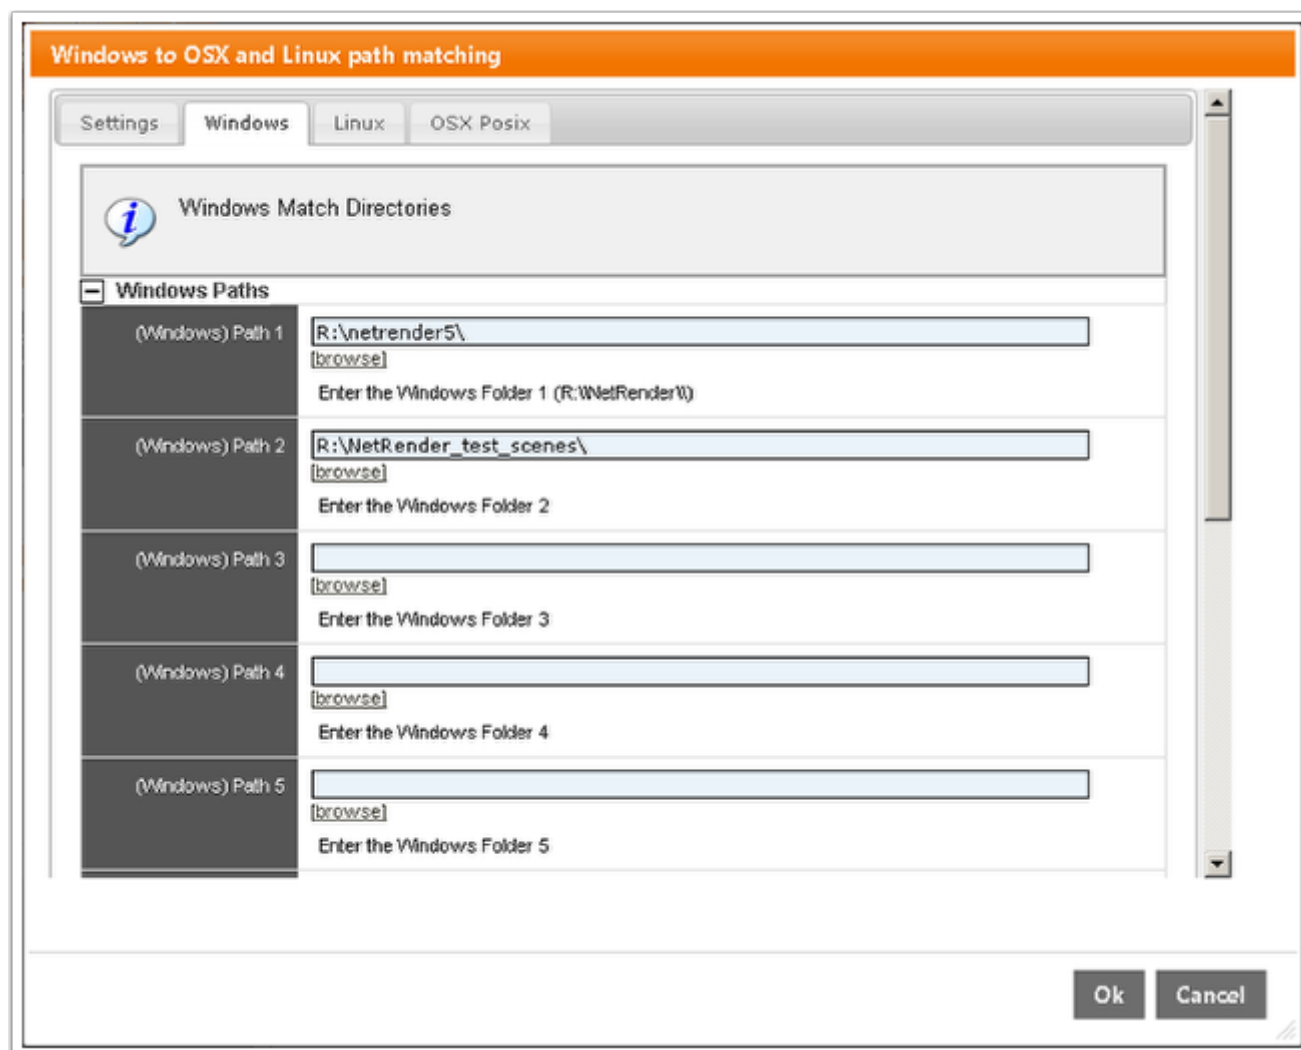 Windows to OSX and Linux path matching
Settings Windows Linux OSX Posix
Windows Match Directories
Windows Paths
(Windows) Path 1 R:\netrender5\
[browse]
Enter the Windows Folder 1 (R:\\NetRender\\)
(Windows) Path 2 R:\NetRender_test_scenes\
[browse]
Enter the Windows Folder 2
(Windows) Path 3
[browse]
Enter the Windows Folder 3
(Windows) Path 4
[browse]
Enter the Windows Folder 4
(Windows) Path 5
[browse]
Enter the Windows Folder 5
Ok Cancel